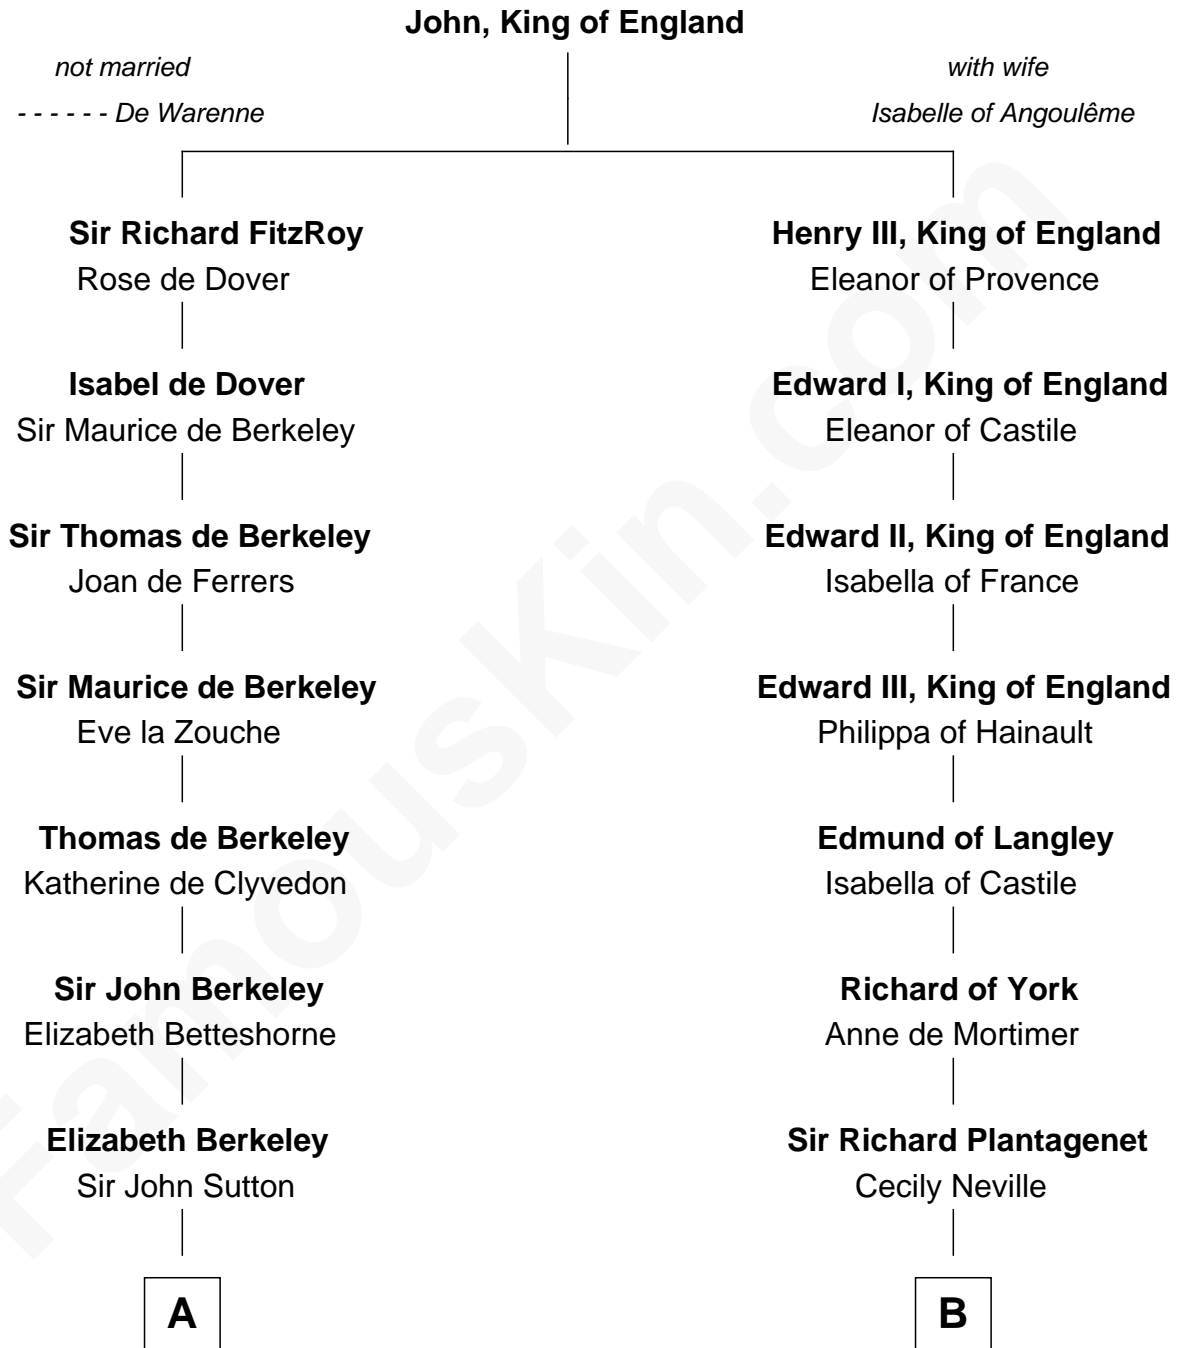 John, King of England
not married
- - - - - - De Warenne
with wife
Isabelle of Angoulême
Sir Richard FitzRoy
Rose de Dover
Henry III, King of England
Eleanor of Provence
Isabel de Dover
Sir Maurice de Berkeley
Edward I, King of England
Eleanor of Castile
Sir Thomas de Berkeley
Joan de Ferrers
Edward II, King of England
Isabella of France
Sir Maurice de Berkeley
Eve la Zouche
Edward III, King of England
Philippa of Hainault
Thomas de Berkeley
Katherine de Clyvedon
Edmund of Langley
Isabella of Castile
Sir John Berkeley
Elizabeth Betteshorne
Richard of York
Anne de Mortimer
Elizabeth Berkeley
Sir John Sutton
Sir Richard Plantagenet
Cecily Neville
A
B
FamousKin.com